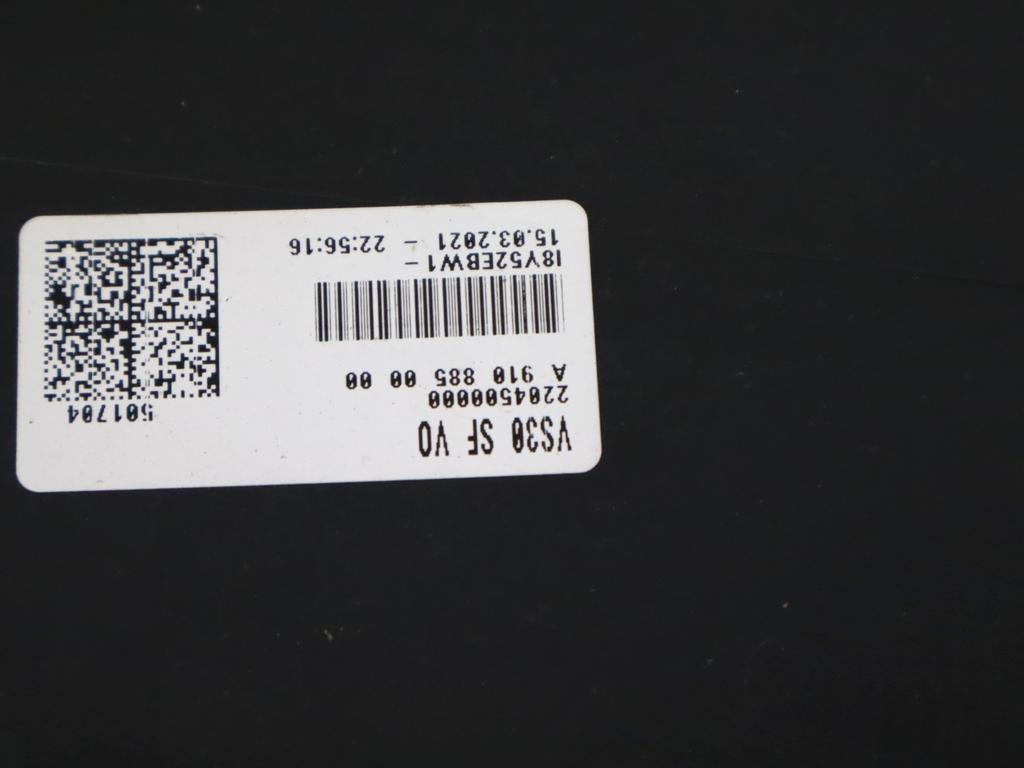 VS30 SF VO
2204500000
A 910 885 00 00
I8Y52EBW1-
15.03.2021 - 22:56:16
501704